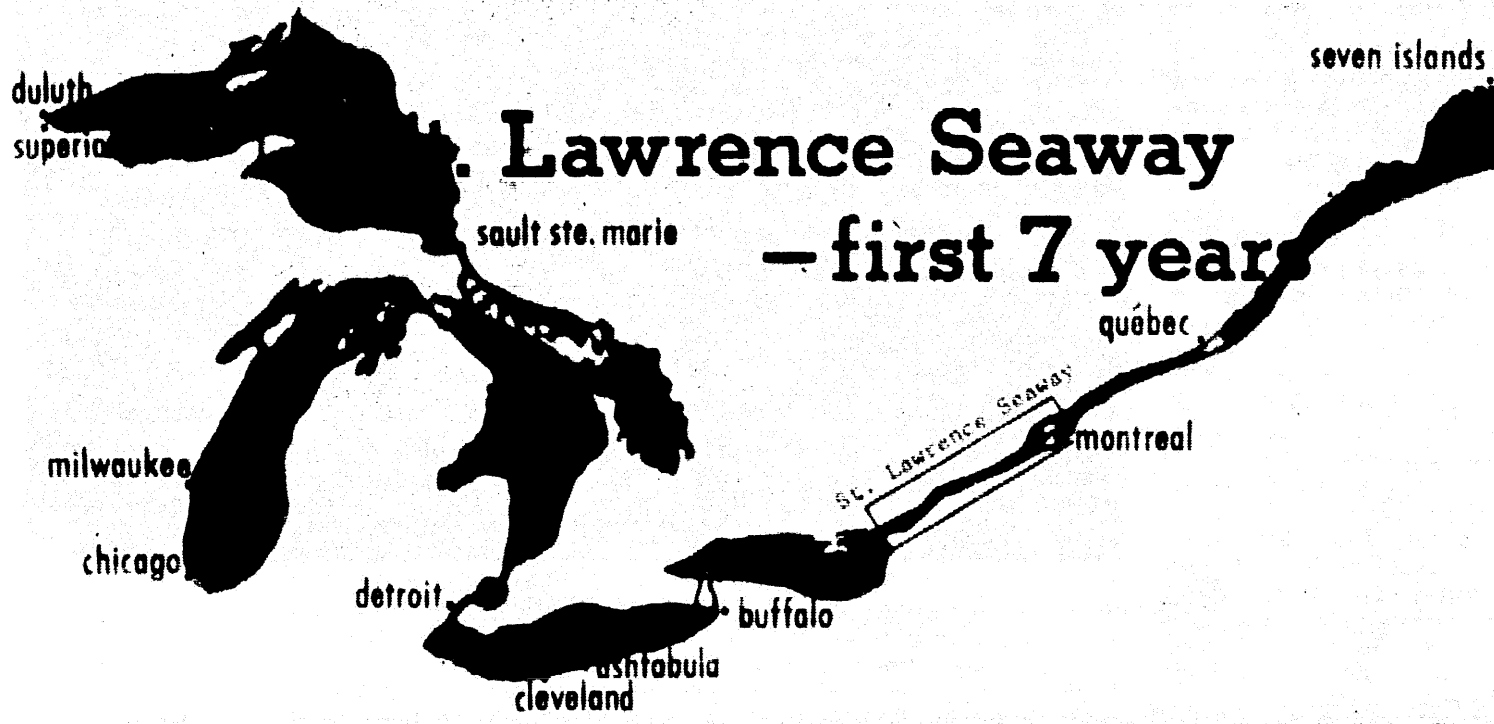 seven islands
duluth
superio
. Lawrence Seaway
sault ste. marie
– first 7 years
québec
St. Lawrence Seaway
montreal
milwaukee
chicago
detroit
buffalo
ashtabula
cleveland